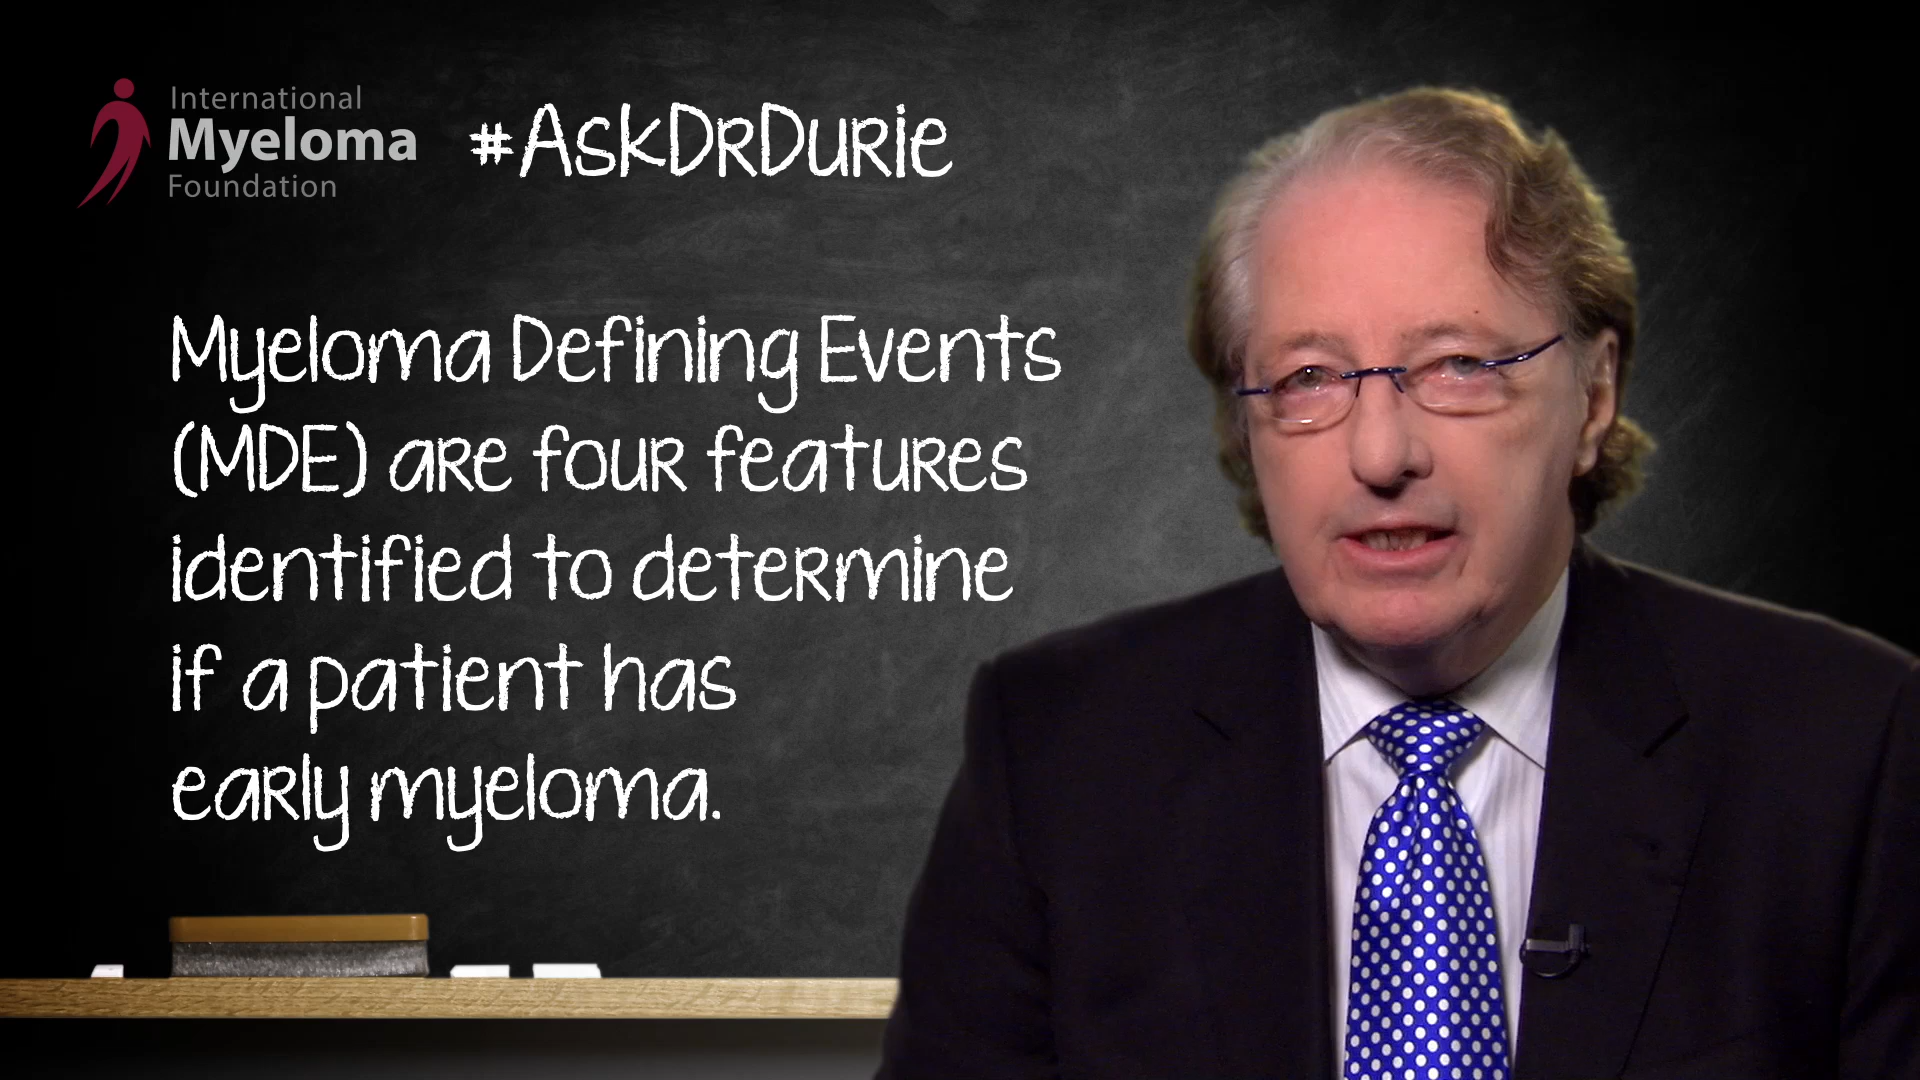 International
Myeloma
Foundation
#AskDrDurie
Myeloma Defining Events
(MDE) are four features
identified to determine
if a patient has
early myeloma.